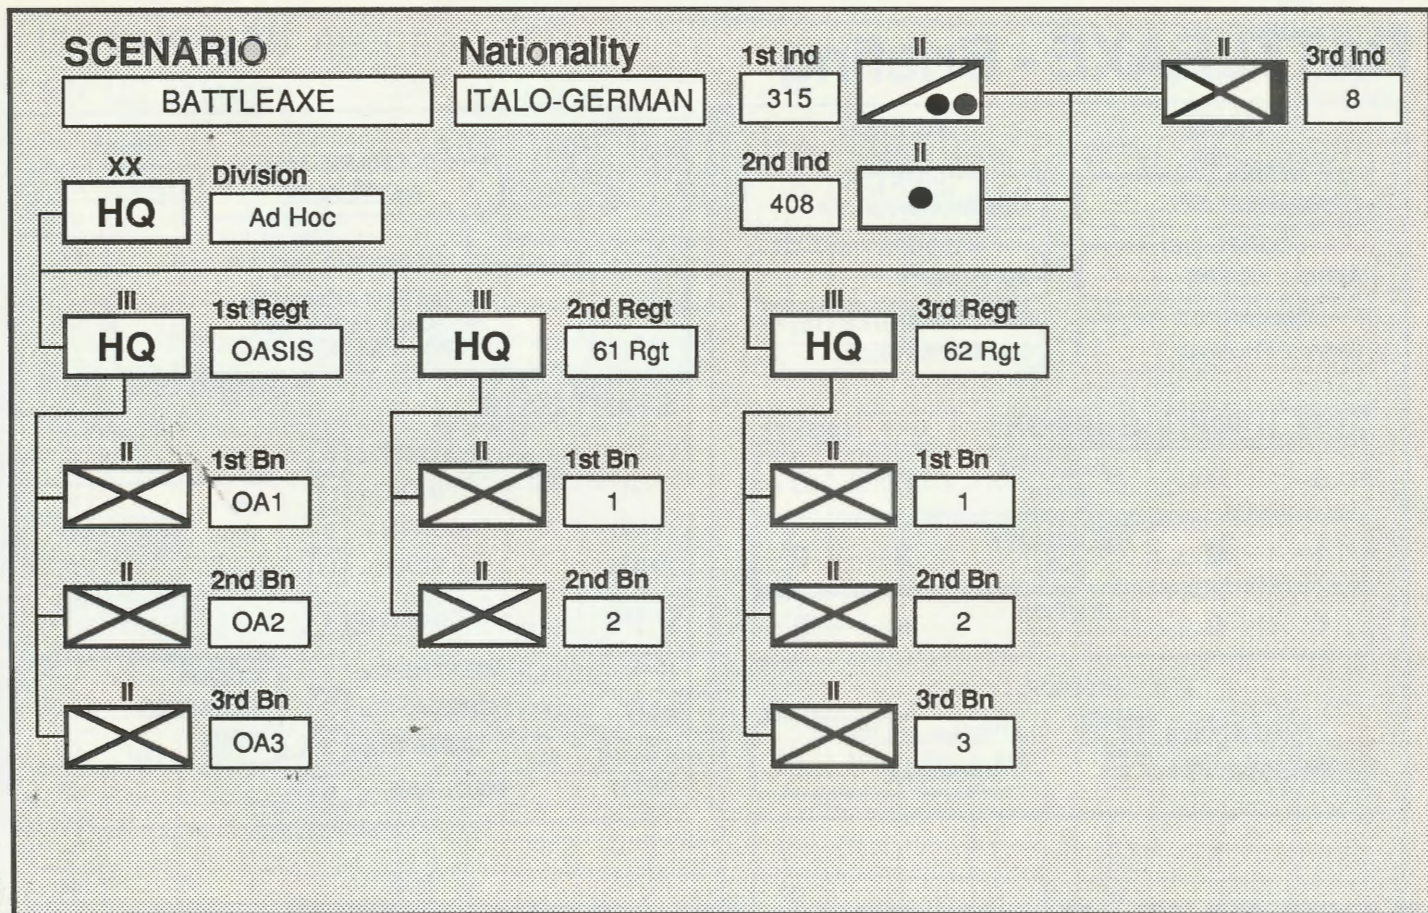 SCENARIO
BATTLEAXE
Nationality
ITALO-GERMAN
1st Ind
315
II
II
3rd Ind
8
2nd Ind
408
II
XX
HQ
Division
Ad Hoc
III
HQ
1st Regt
OASIS
III
HQ
2nd Regt
61 Rgt
III
HQ
3rd Regt
62 Rgt
II
1st Bn
OA1
II
1st Bn
1
II
1st Bn
1
II
2nd Bn
OA2
II
2nd Bn
2
II
2nd Bn
2
II
3rd Bn
OA3
II
3rd Bn
3